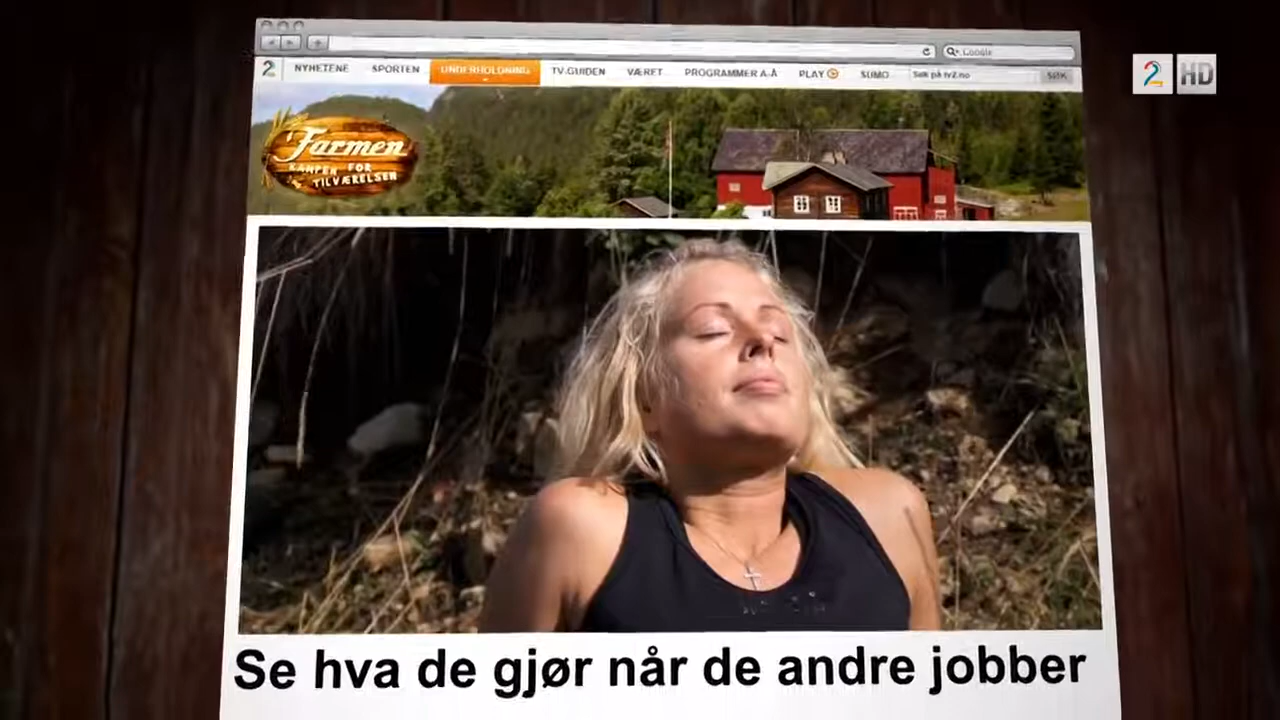 Google
NYHETENE SPORTEN UNDERHOLDNING TV-GUIDEN VÆRET PROGRAMMER A-Å PLAY SUMO Søk på tv2.no SØK
2 HD
Farmen
KAMPEN FOR
TILVÆRELSEN
Se hva de gjør når de andre jobber